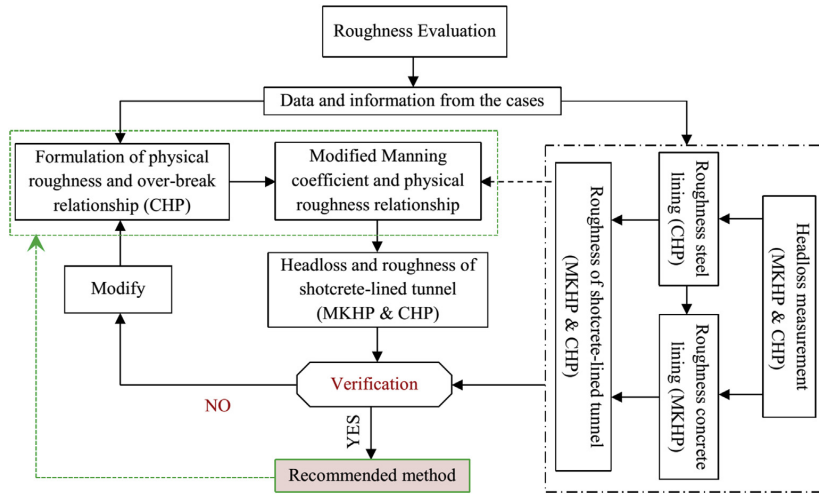 Roughness Evaluation
Data and information from the cases
Formulation of physical
roughness and over-break
relationship (CHP)
Modified Manning
coefficient and physical
roughness relationship
Headloss and roughness of
shotcrete-lined tunnel
(MKHP & CHP)
Modify
Verification
NO
YES
Recommended method
Roughness of shotcrete-lined tunnel
(MKHP & CHP)
Roughness steel
lining (CHP)
Roughness concrete
lining (MKHP)
Headloss measurement
(MKHP & CHP)